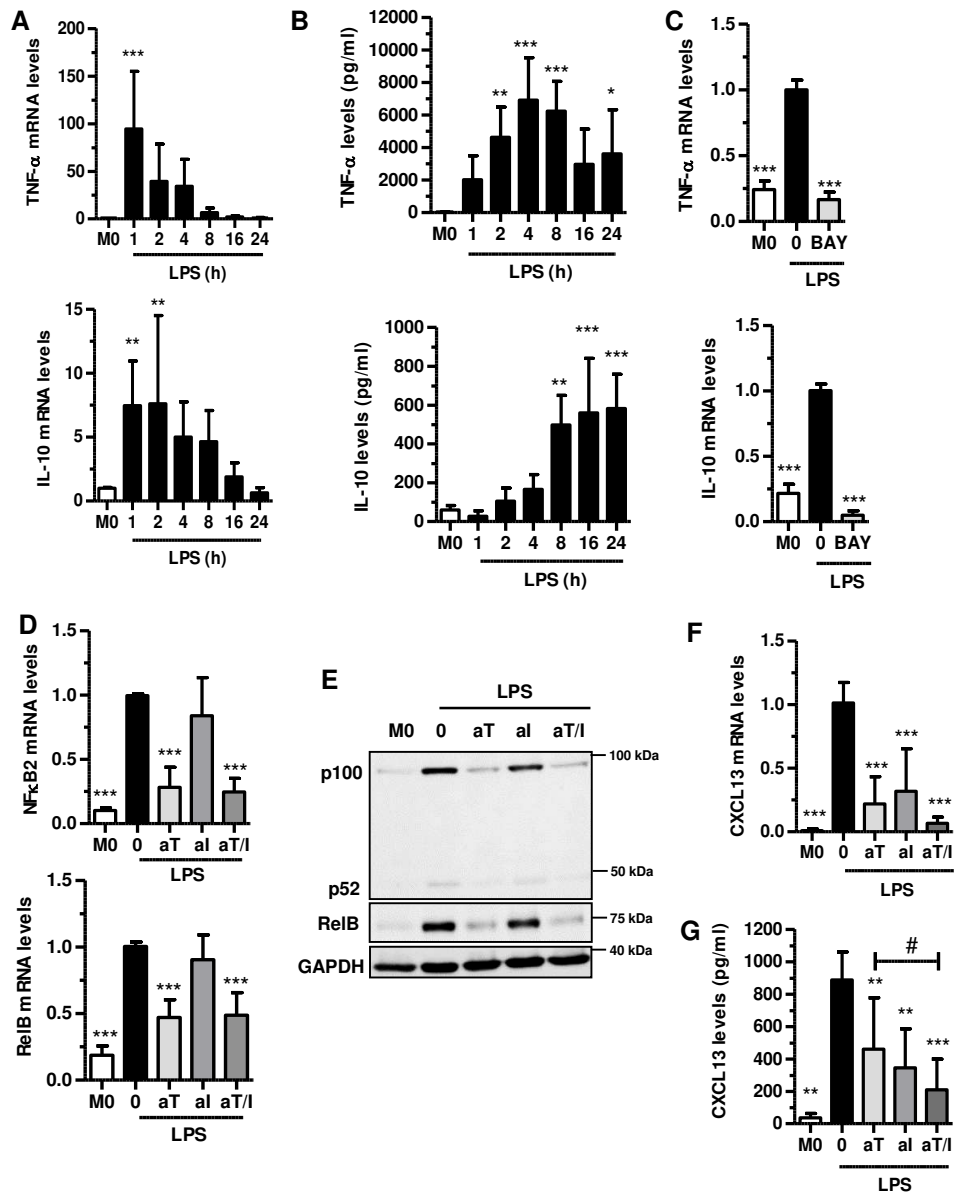 A
TNF-α mRNA levels
200
150
100
50
0
***
M0 1 2 4 8 16 24
LPS (h)
IL-10 mRNA levels
15
10
5
0
** **
M0 1 2 4 8 16 24
LPS (h)
B
TNF-α levels (pg/ml)
12000
10000
8000
6000
4000
2000
0
** *** *** *
M0 1 2 4 8 16 24
LPS (h)
IL-10 levels (pg/ml)
1000
800
600
400
200
0
** *** ***
M0 1 2 4 8 16 24
LPS (h)
C
TNF-α mRNA levels
1.5
1.0
0.5
0.0
*** ***
M0 0 BAY
LPS
IL-10 mRNA levels
1.5
1.0
0.5
0.0
*** ***
M0 0 BAY
LPS
D
NFκB2 mRNA levels
1.5
1.0
0.5
0.0
*** *** ***
M0 0 aT aI aT/I
LPS
RelB mRNA levels
1.5
1.0
0.5
0.0
*** *** ***
M0 0 aT aI aT/I
LPS
E
LPS
M0 0 aT aI aT/I
p100
100 kDa
p52
50 kDa
RelB
75 kDa
GAPDH
40 kDa
F
CXCL13 mRNA levels
1.5
1.0
0.5
0.0
*** *** *** ***
M0 0 aT aI aT/I
LPS
G
CXCL13 levels (pg/ml)
1200
1000
800
600
400
200
0
#
** ** ** ***
M0 0 aT aI aT/I
LPS